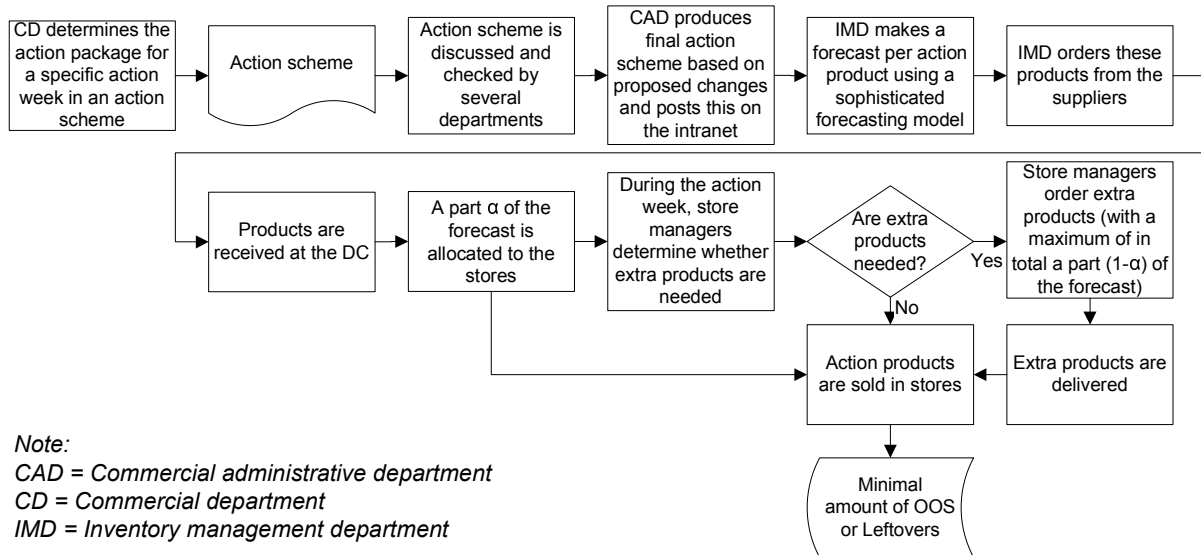 CD determines the
action package for
a specific action
week in an action
scheme
Action scheme
Action scheme is
discussed and
checked by
several
departments
CAD produces
final action
scheme based on
proposed changes
and posts this on
the intranet
IMD makes a
forecast per action
product using a
sophisticated
forecasting model
IMD orders these
products from the
suppliers
Products are
received at the DC
A part α of the
forecast is
allocated to the
stores
During the action
week, store
managers
determine whether
extra products are
needed
Are extra
products
needed?
Yes
No
Store managers
order extra
products (with a
maximum of in
total a part (1-α) of
the forecast)
Action products
are sold in stores
Extra products are
delivered
Minimal
amount of OOS
or Leftovers
Note:
CAD = Commercial administrative department
CD = Commercial department
IMD = Inventory management department